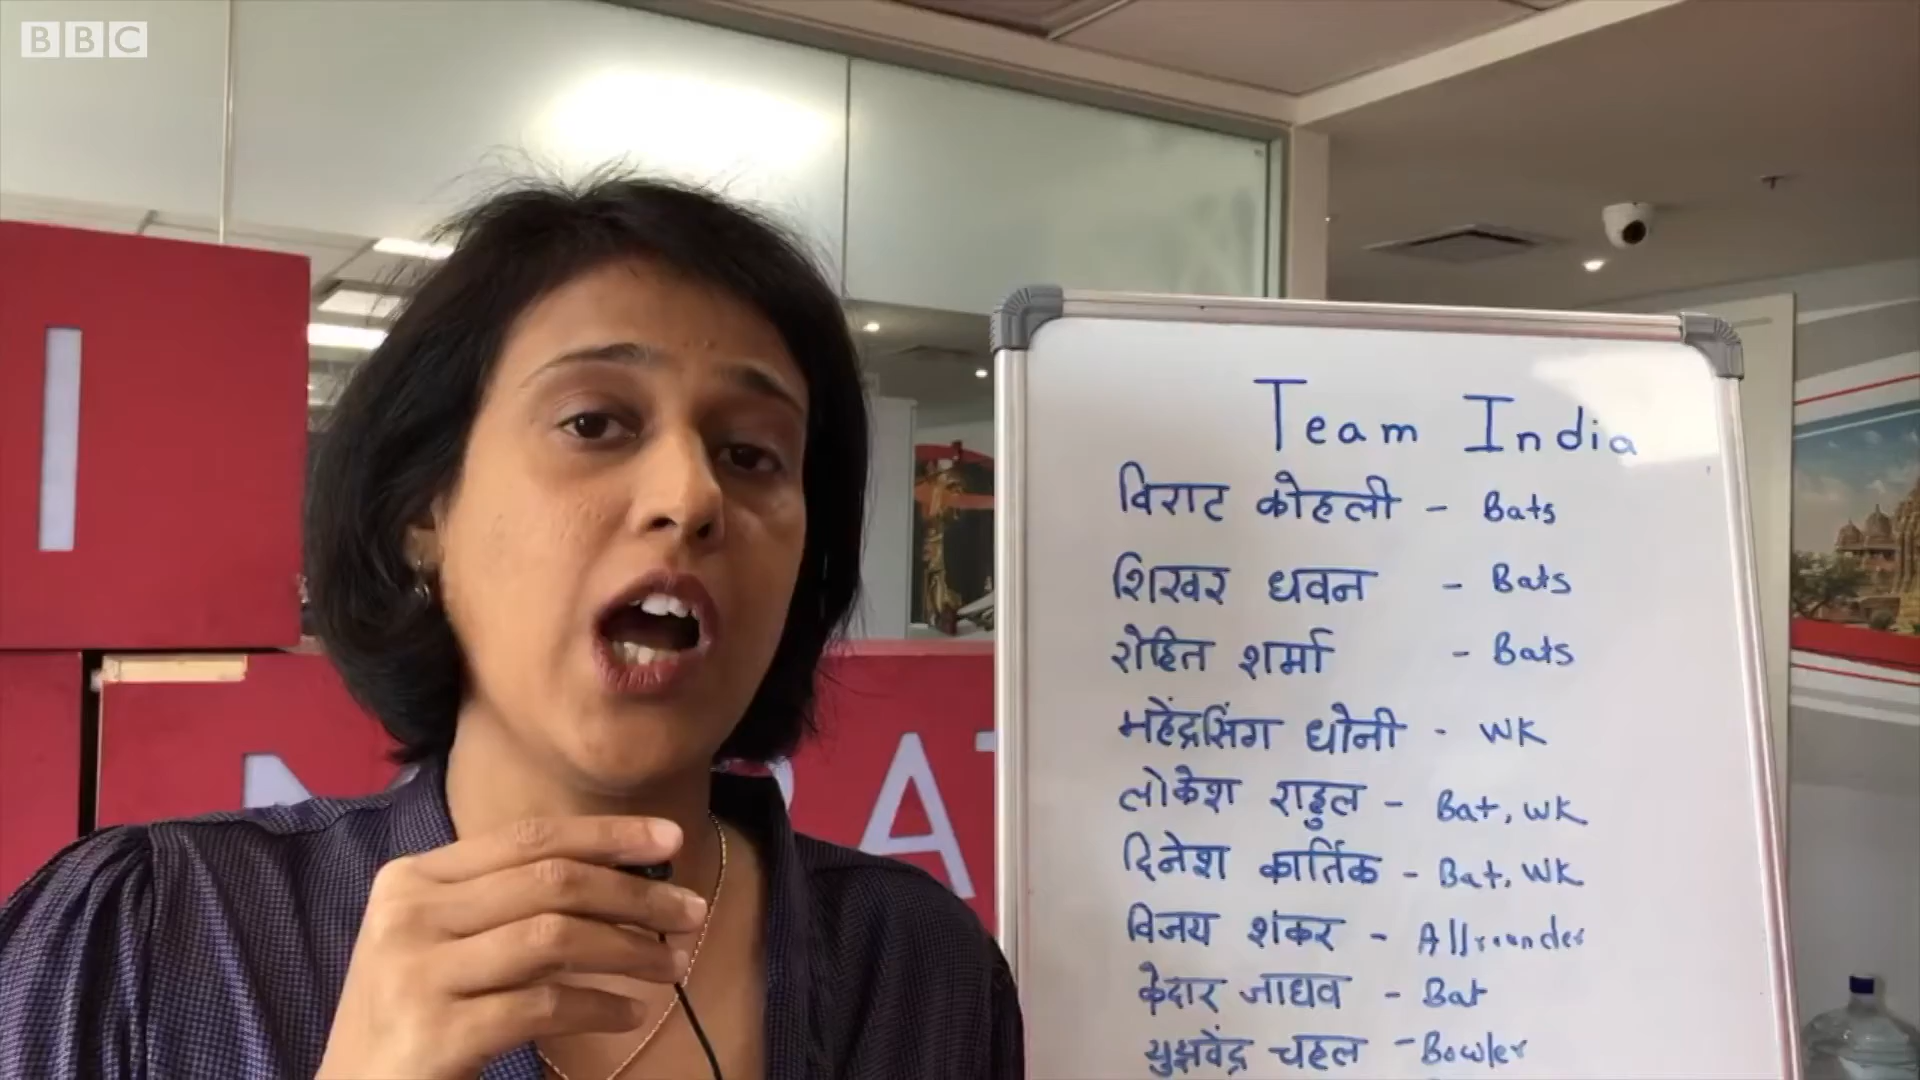 BBC
Team India
विराट कोहली - Bats
शिखर धवन - Bats
रोहित शर्मा - Bats
महेंद्रसिंग धोनी - WK
लोकेश राहुल - Bat, WK
दिनेश कार्तिक - Bat, WK
विजय शंकर - Allrounder
केदार जाधव - Bat
युझवेंद्र चहल - Bowler